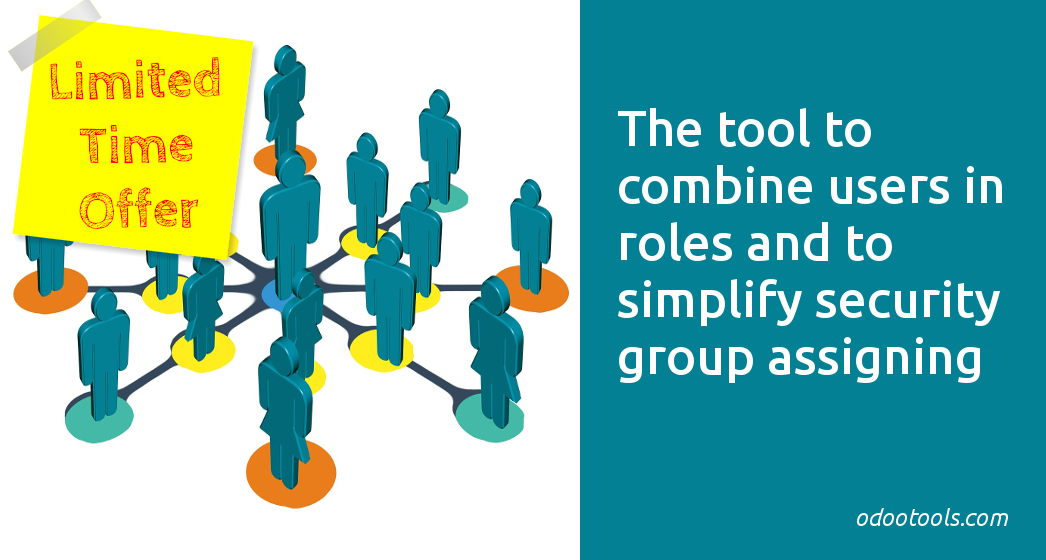 Limited
Time
Offer
The tool to
combine users in
roles and to
simplify security
group assigning
odootools.com